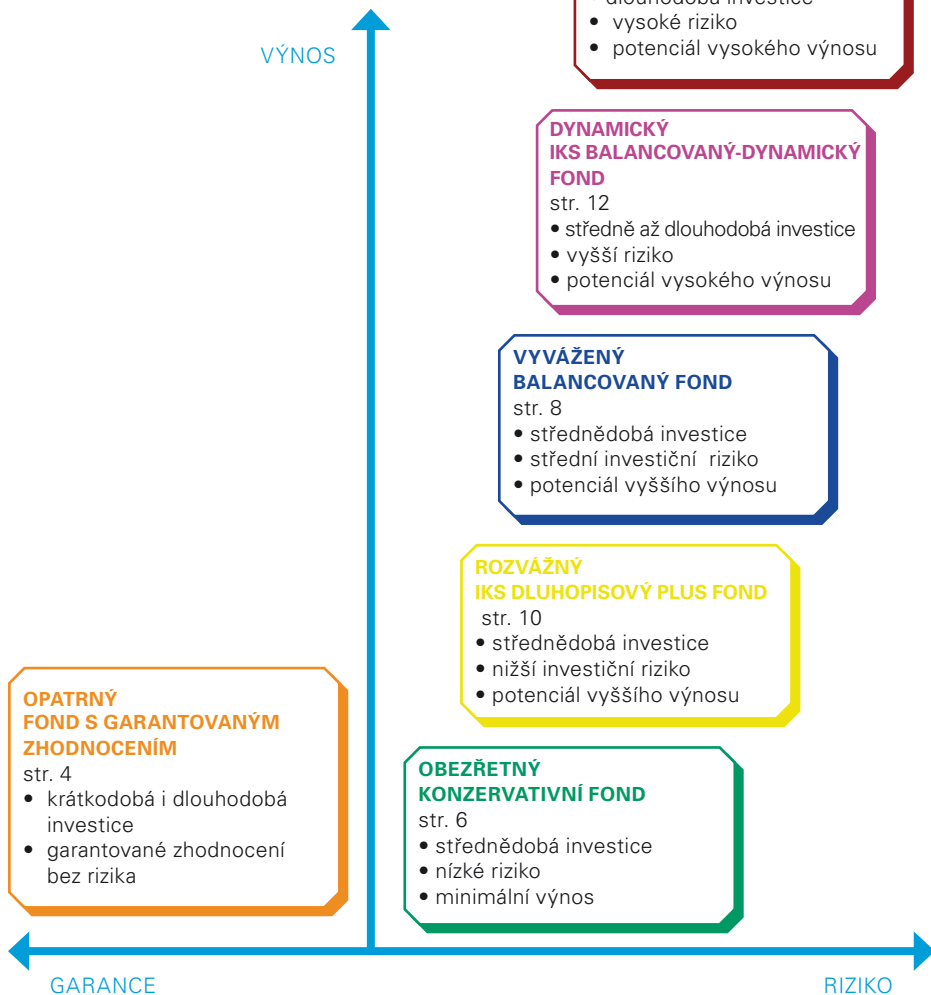 dlouhodobá investice
• vysoké riziko
• potenciál vysokého výnosu
VÝNOS
DYNAMICKÝ
IKS BALANCOVANÝ-DYNAMICKÝ
FOND
str. 12
• středně až dlouhodobá investice
• vyšší riziko
• potenciál vysokého výnosu
VYVÁŽENÝ
BALANCOVANÝ FOND
str. 8
• střednědobá investice
• střední investiční riziko
• potenciál vyššího výnosu
ROZVÁŽNÝ
IKS DLUHOPISOVÝ PLUS FOND
str. 10
• střednědobá investice
• nižší investiční riziko
• potenciál vyššího výnosu
OPATRNÝ
FOND S GARANTOVANÝM
ZHODNOCENÍM
str. 4
• krátkodobá i dlouhodobá
investice
• garantované zhodnocení
bez rizika
OBEZŘETNÝ
KONZERVATIVNÍ FOND
str. 6
• střednědobá investice
• nízké riziko
• minimální výnos
GARANCE
RIZIKO